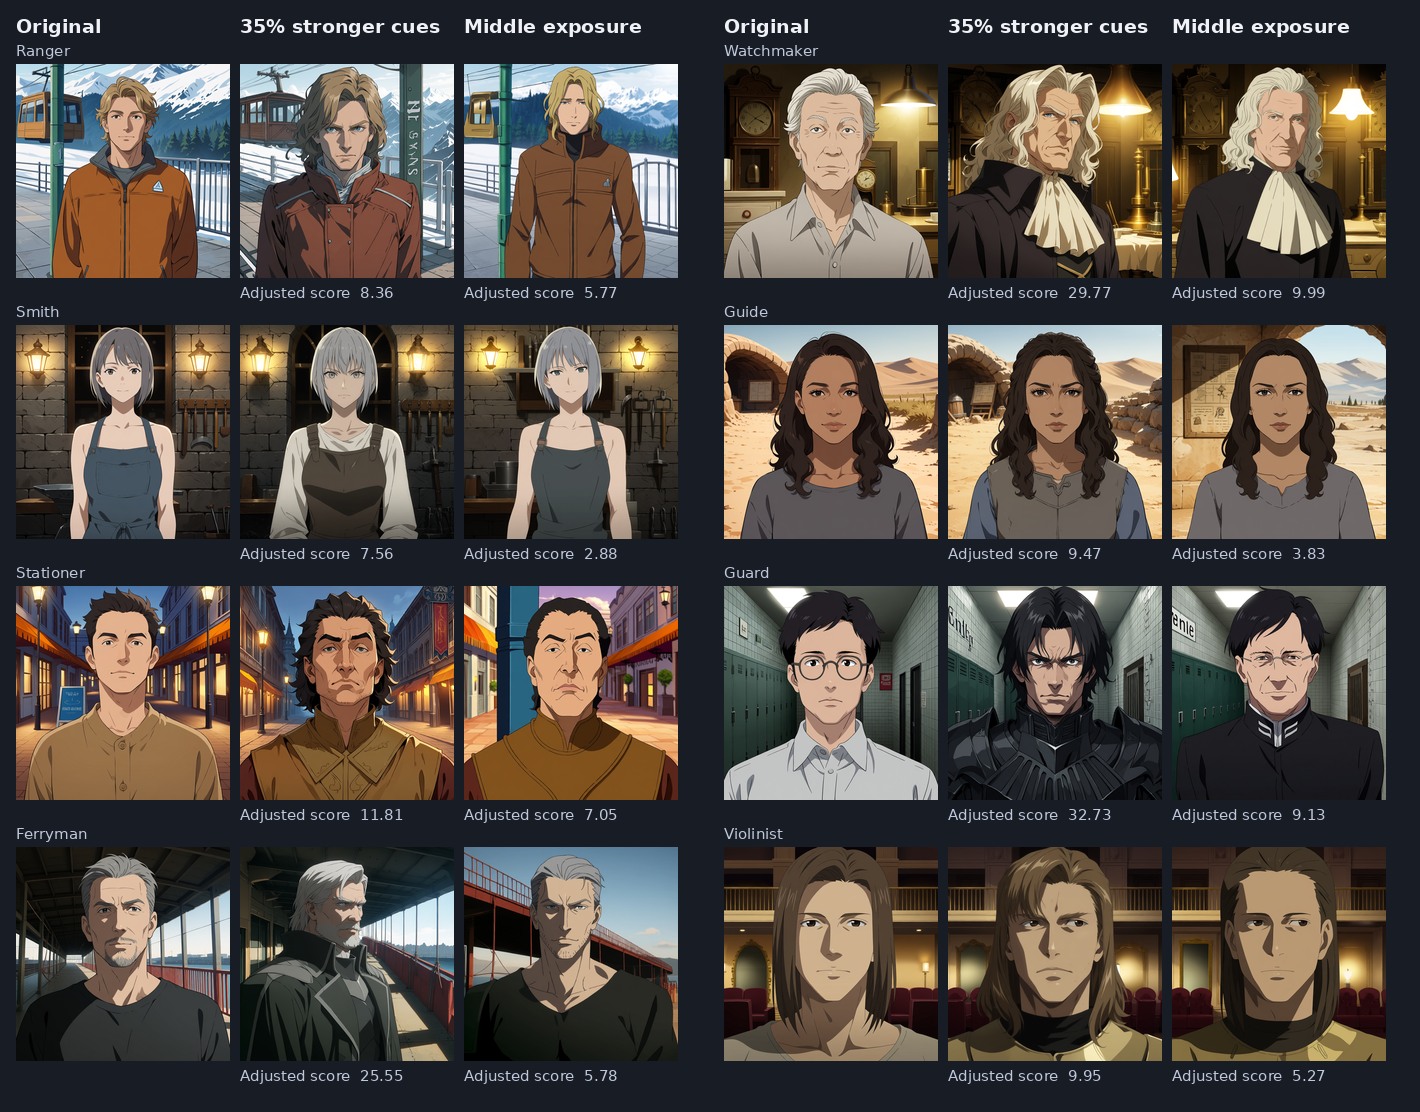 Original 35% stronger cues Middle exposure
Ranger
Adjusted score 8.36 Adjusted score 5.77
Smith
Adjusted score 7.56 Adjusted score 2.88
Stationer
Adjusted score 11.81 Adjusted score 7.05
Ferryman
Adjusted score 25.55 Adjusted score 5.78
Original 35% stronger cues Middle exposure
Watchmaker
Adjusted score 29.77 Adjusted score 9.99
Guide
Adjusted score 9.47 Adjusted score 3.83
Guard
Adjusted score 32.73 Adjusted score 9.13
Violinist
Adjusted score 9.95 Adjusted score 5.27